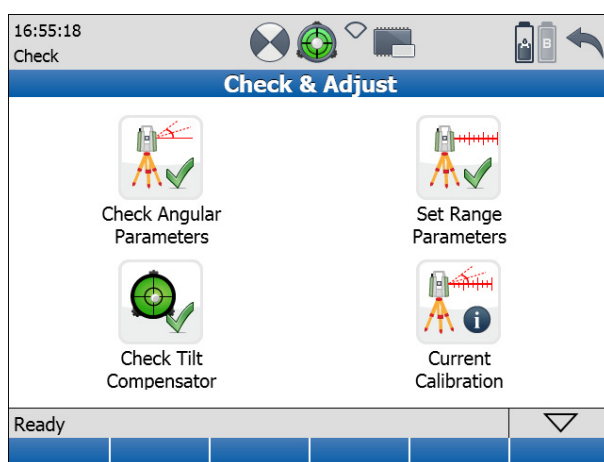 16:55:18
Check
A
B
Check & Adjust
Check Angular
Parameters
Set Range
Parameters
Check Tilt
Compensator
i
Current
Calibration
Ready